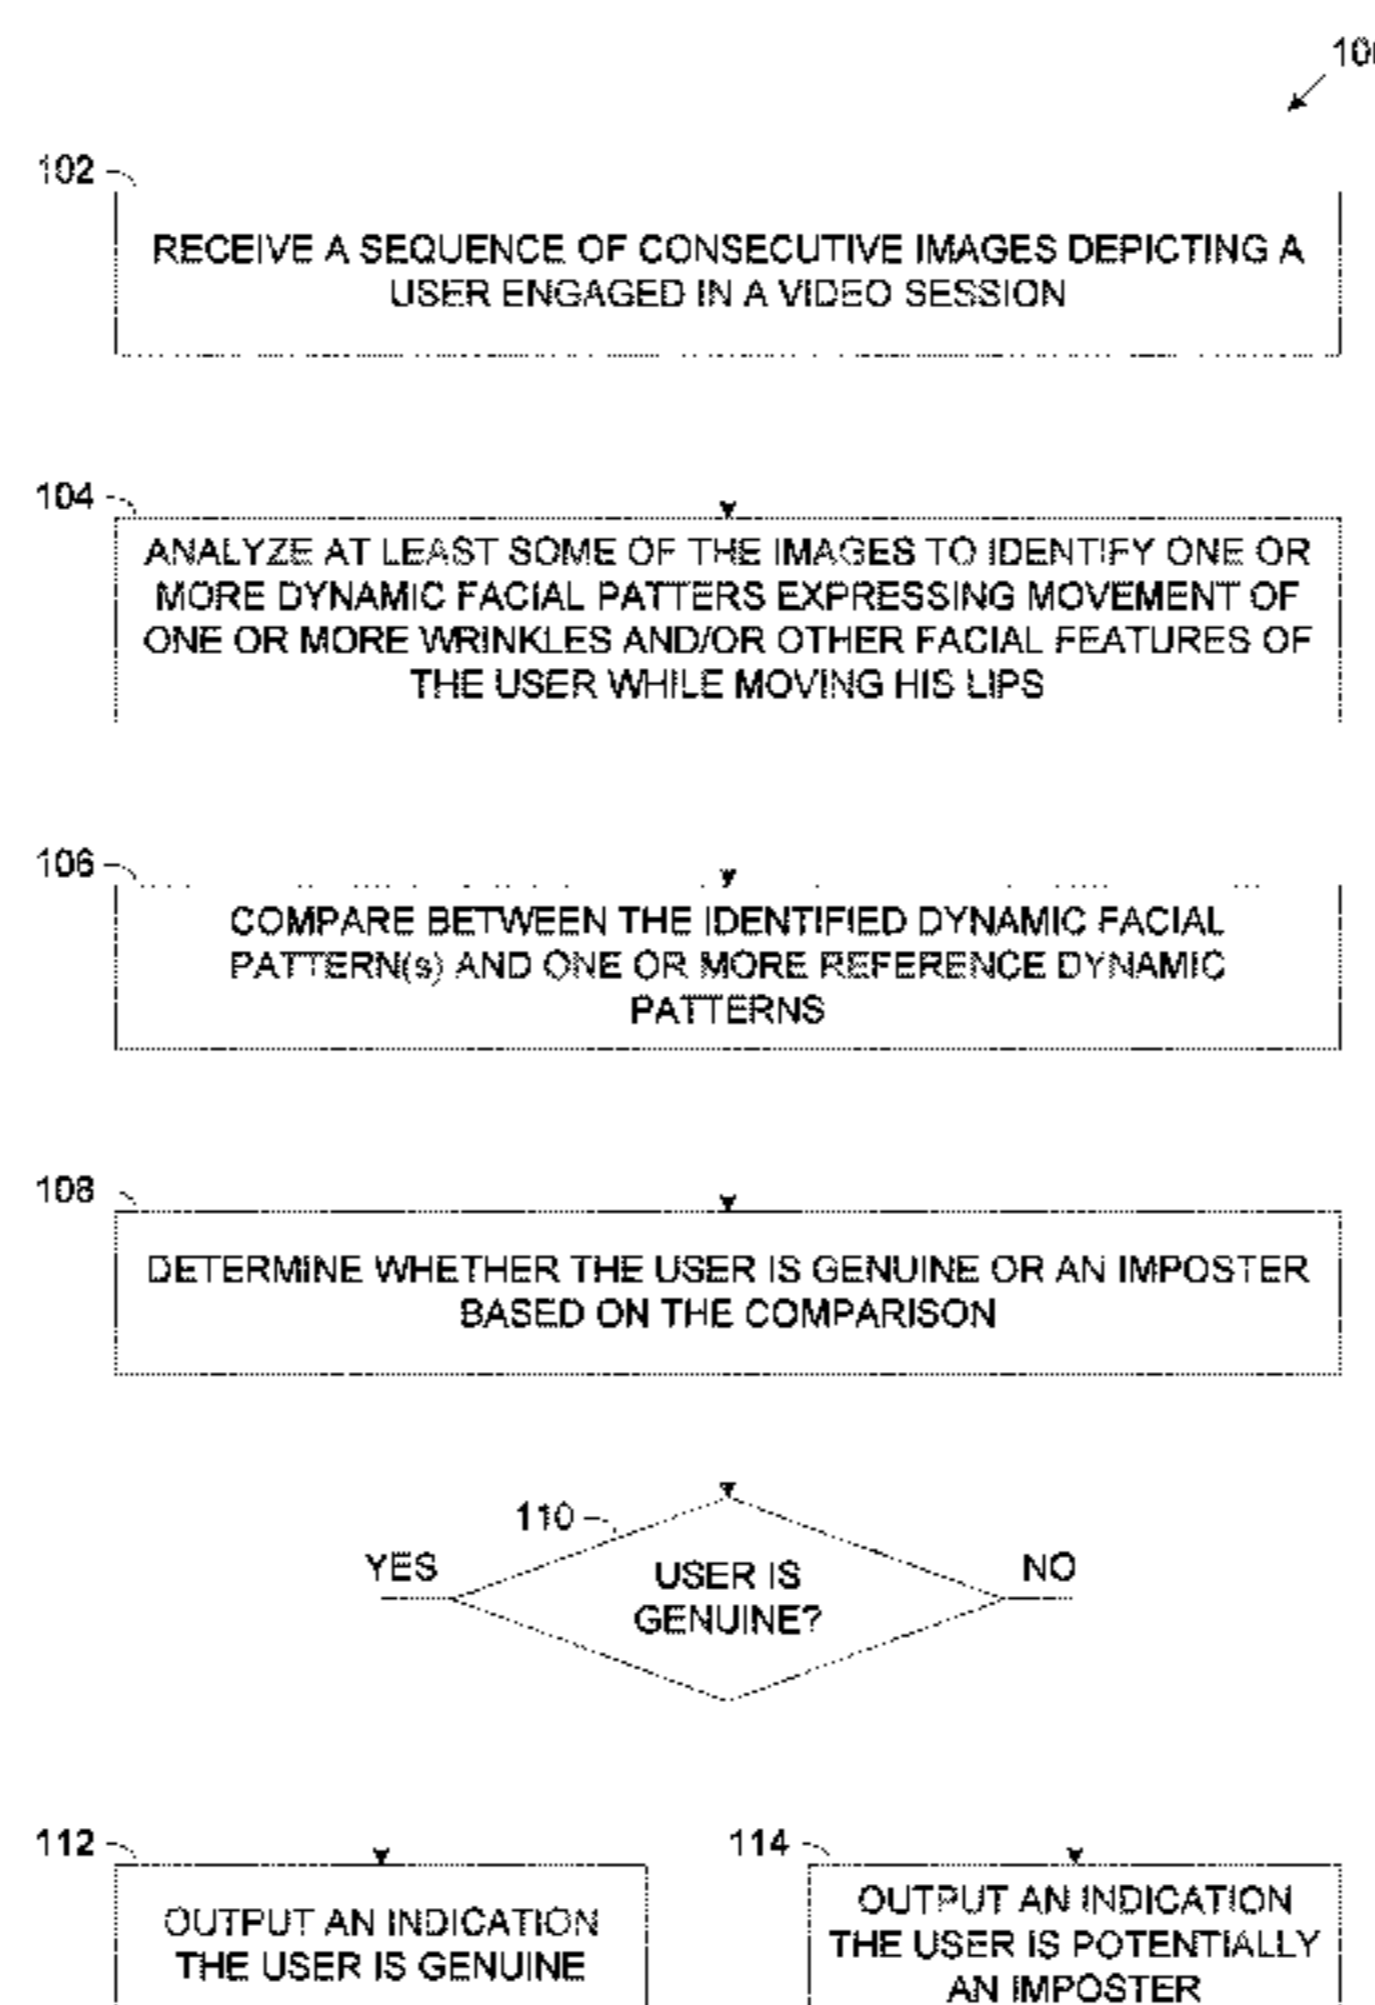 102
RECEIVE A SEQUENCE OF CONSECUTIVE IMAGES DEPICTING A
USER ENGAGED IN A VIDEO SESSION
104
ANALYZE AT LEAST SOME OF THE IMAGES TO IDENTIFY ONE OR
MORE DYNAMIC FACIAL PATTERS EXPRESSING MOVEMENT OF
ONE OR MORE WRINKLES AND/OR OTHER FACIAL FEATURES OF
THE USER WHILE MOVING HIS LIPS
106
COMPARE BETWEEN THE IDENTIFIED DYNAMIC FACIAL
PATTERN(s) AND ONE OR MORE REFERENCE DYNAMIC
PATTERNS
108
DETERMINE WHETHER THE USER IS GENUINE OR AN IMPOSTER
BASED ON THE COMPARISON
110
YES
USER IS
GENUINE?
NO
112
OUTPUT AN INDICATION
THE USER IS GENUINE
114
OUTPUT AN INDICATION
THE USER IS POTENTIALLY
AN IMPOSTER